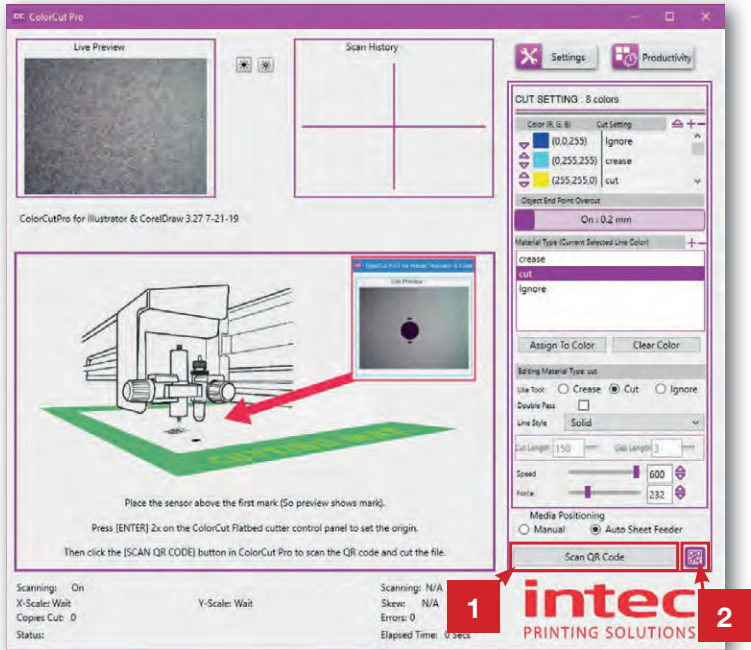 CC ColorCut Pro
Live Preview
Scan History
Settings
Productivity
CUT SETTING : 8 colors
Color (R, G, B) Cut Setting
(0,0,255) Ignore
(0,255,255) crease
(255,255,0) cut
Object End Point Overcut
On : 0.2 mm
ColorCutPro for Illustrator & CorelDraw 3.27 7-21-19
Material Type (Current Selected Line Color)
crease
cut
Ignore
Assign To Color
Clear Color
Editing Material Type: cut
Use Tool: Crease Cut Ignore
Double Pass
Line Style Solid
Cut Length 150 mm Gap Length 3 mm
Speed 600
Force 232
Live Preview
CUTTING MAT
Place the sensor above the first mark (So preview shows mark).
Press [ENTER] 2x on the ColorCut Flatbed cutter control panel to set the origin.
Then click the [SCAN QR CODE] button in ColorCut Pro to scan the QR code and cut the file.
Media Positioning
Manual Auto Sheet Feeder
Scan QR Code
Scanning: On
X-Scale: Wait
Y-Scale: Wait
Copies Cut: 0
Status:
Scanning: N/A
Skew: N/A
Errors: 0
Elapsed Time: 0 Secs
1
2
intec
PRINTING SOLUTIONS